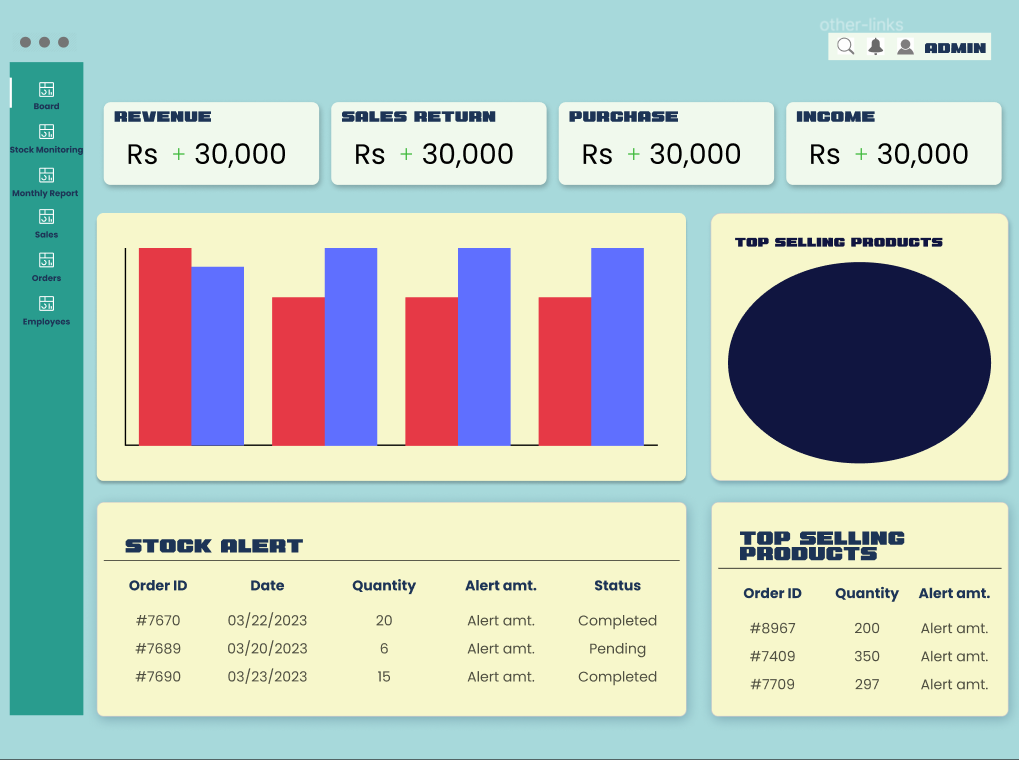 other-links
ADMIN
Board
Stock Monitoring
Monthly Report
Sales
Orders
Employees
REVENUE
Rs + 30,000
SALES RETURN
Rs + 30,000
PURCHASE
Rs + 30,000
INCOME
Rs + 30,000
TOP SELLING PRODUCTS
STOCK ALERT
Order ID Date Quantity Alert amt. Status
#7670 03/22/2023 20 Alert amt. Completed
#7689 03/20/2023 6 Alert amt. Pending
#7690 03/23/2023 15 Alert amt. Completed
TOP SELLING
PRODUCTS
Order ID Quantity Alert amt.
#8967 200 Alert amt.
#7409 350 Alert amt.
#7709 297 Alert amt.